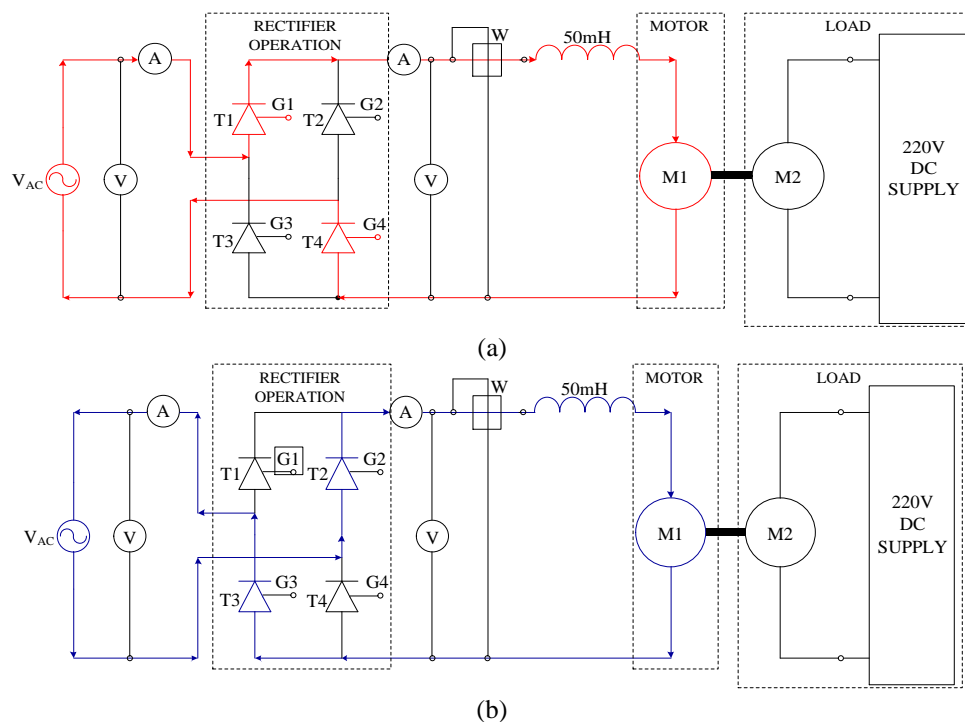 RECTIFIER
OPERATION
MOTOR
LOAD
A
A
W
50mH
G1
G2
T1
T2
220V
DC
SUPPLY
V_AC
V
V
M1
M2
G3
G4
T3
T4
(a)
RECTIFIER
OPERATION
MOTOR
LOAD
A
A
W
50mH
G1
G2
T1
T2
220V
DC
SUPPLY
V_AC
V
V
M1
M2
G3
G4
T3
T4
(b)